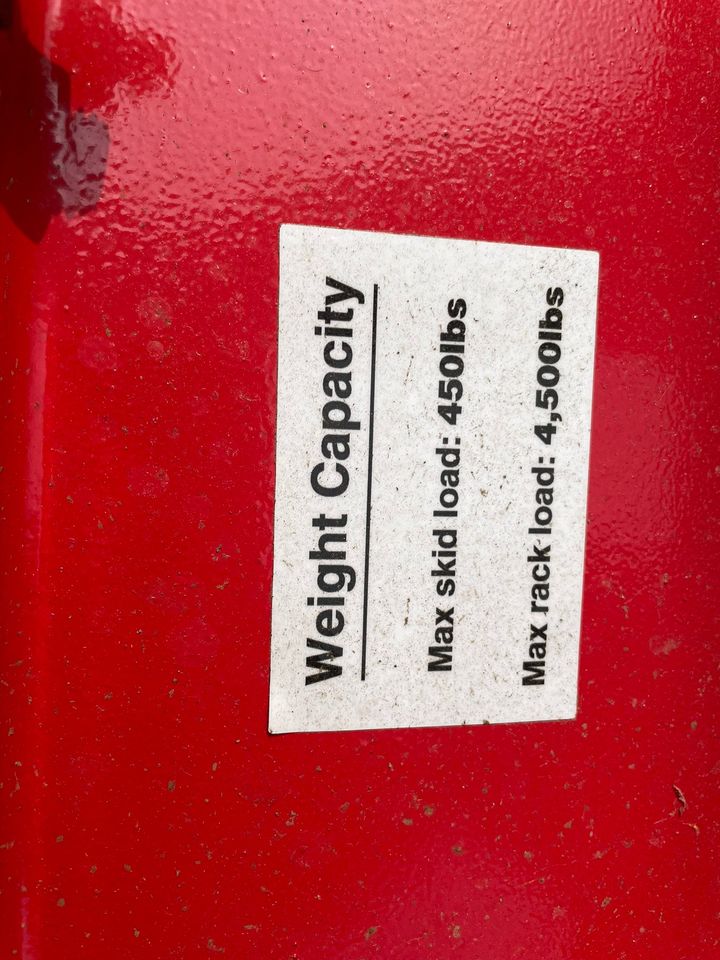 Weight Capacity
Max skid load: 450lbs
Max rack load: 4,500lbs